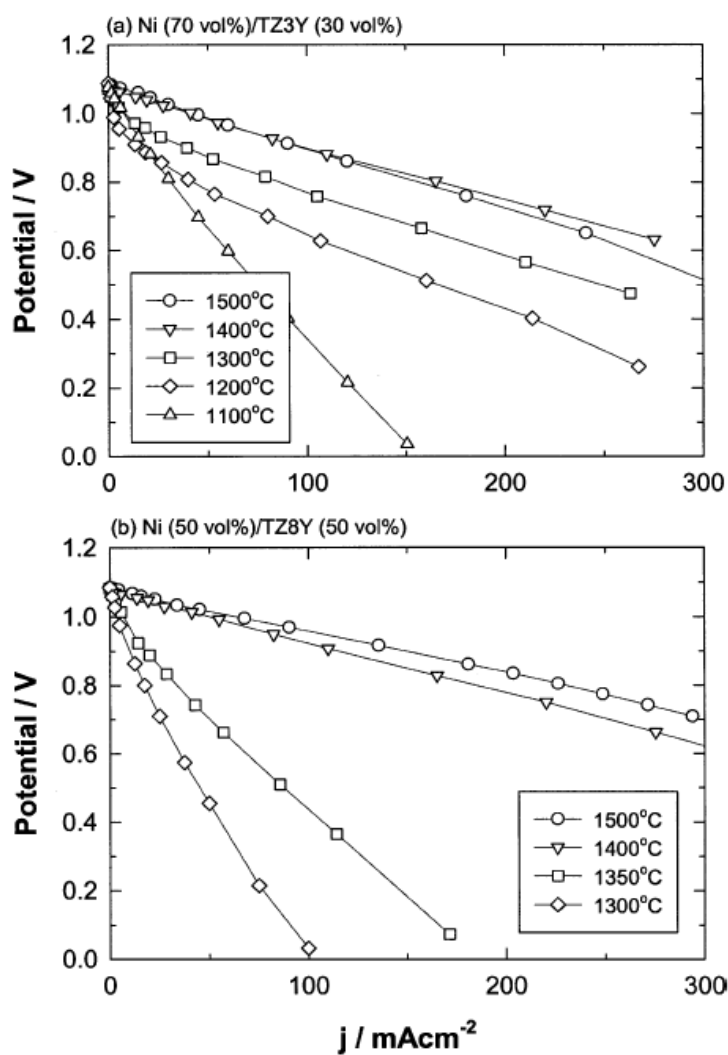 (a) Ni (70 vol%)/TZ3Y (30 vol%)
1.2
1.0
0.8
0.6
0.4
0.2
0.0
Potential / V
1500°C
1400°C
1300°C
1200°C
1100°C
0
100
200
300
(b) Ni (50 vol%)/TZ8Y (50 vol%)
1.2
1.0
0.8
0.6
0.4
0.2
0.0
Potential / V
1500°C
1400°C
1350°C
1300°C
0
100
200
300
j / mAcm⁻²